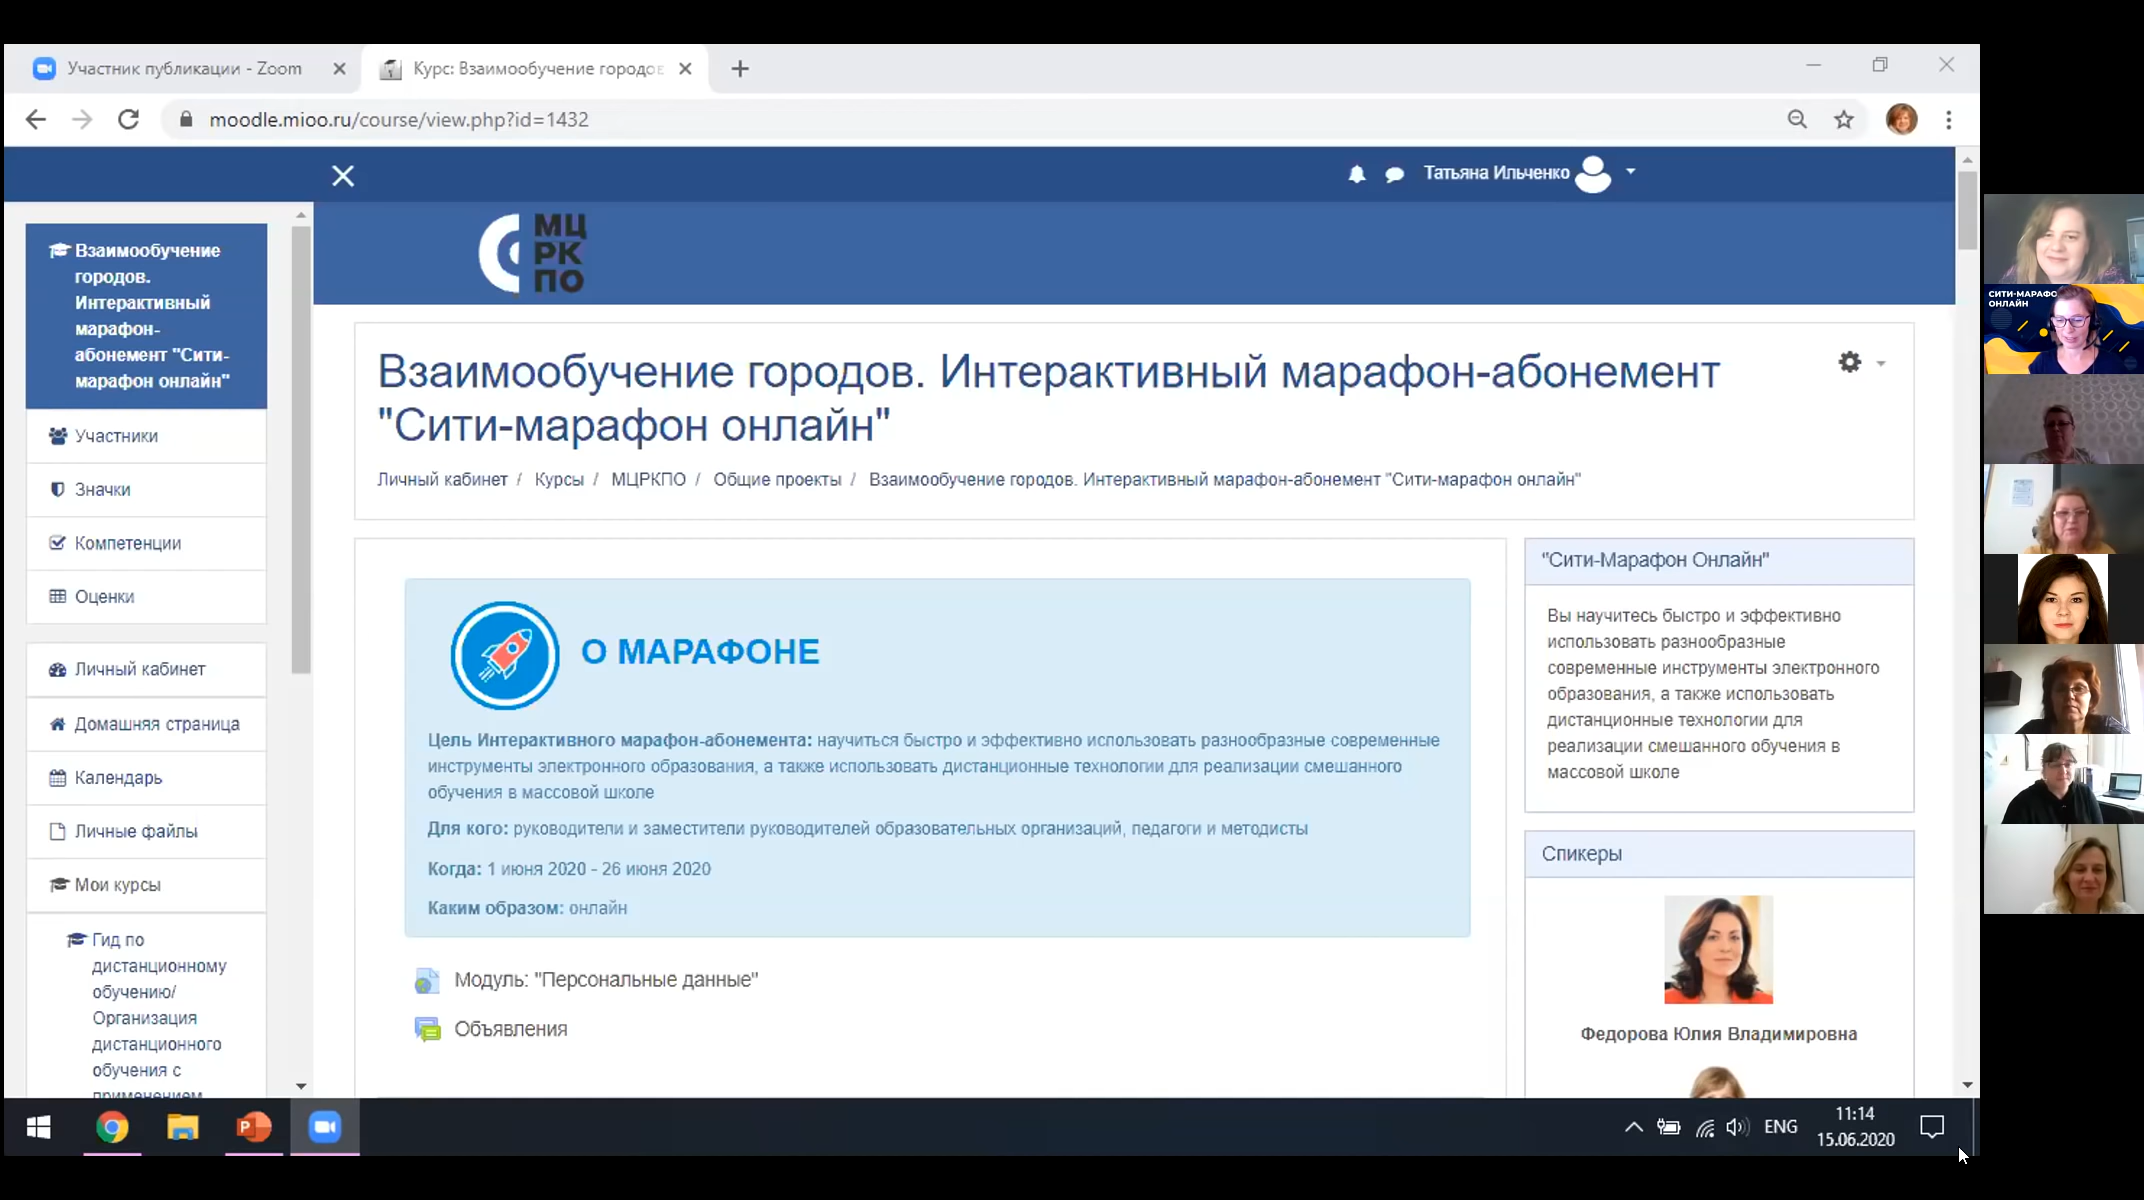 Участник публикации - Zoom
Курс: Взаимообучение городов
moodle.mioo.ru/course/view.php?id=1432
Татьяна Ильченко
МЦ
РК
ПО
Взаимообучение
городов.
Интерактивный
марафон-
абонемент "Сити-
марафон онлайн"
Участники
Значки
Компетенции
Оценки
Личный кабинет
Домашняя страница
Календарь
Личные файлы
Мои курсы
Гид по
дистанционному
обучению/
Организация
дистанционного
обучения с
применением
Взаимообучение городов. Интерактивный марафон-абонемент
"Сити-марафон онлайн"
Личный кабинет / Курсы / МЦРКПО / Общие проекты / Взаимообучение городов. Интерактивный марафон-абонемент "Сити-марафон онлайн"
О МАРАФОНЕ
Цель Интерактивного марафон-абонемента: научиться быстро и эффективно использовать разнообразные современные
инструменты электронного образования, а также использовать дистанционные технологии для реализации смешанного
обучения в массовой школе
Для кого: руководители и заместители руководителей образовательных организаций, педагоги и методисты
Когда: 1 июня 2020 - 26 июня 2020
Каким образом: онлайн
Модуль: "Персональные данные"
Объявления
"Сити-Марафон Онлайн"
Вы научитесь быстро и эффективно
использовать разнообразные
современные инструменты электронного
образования, а также использовать
дистанционные технологии для
реализации смешанного обучения в
массовой школе
Спикеры
Федорова Юлия Владимировна
СИТИ-МАРАФО
ОНЛАЙН
ENG
11:14
15.06.2020